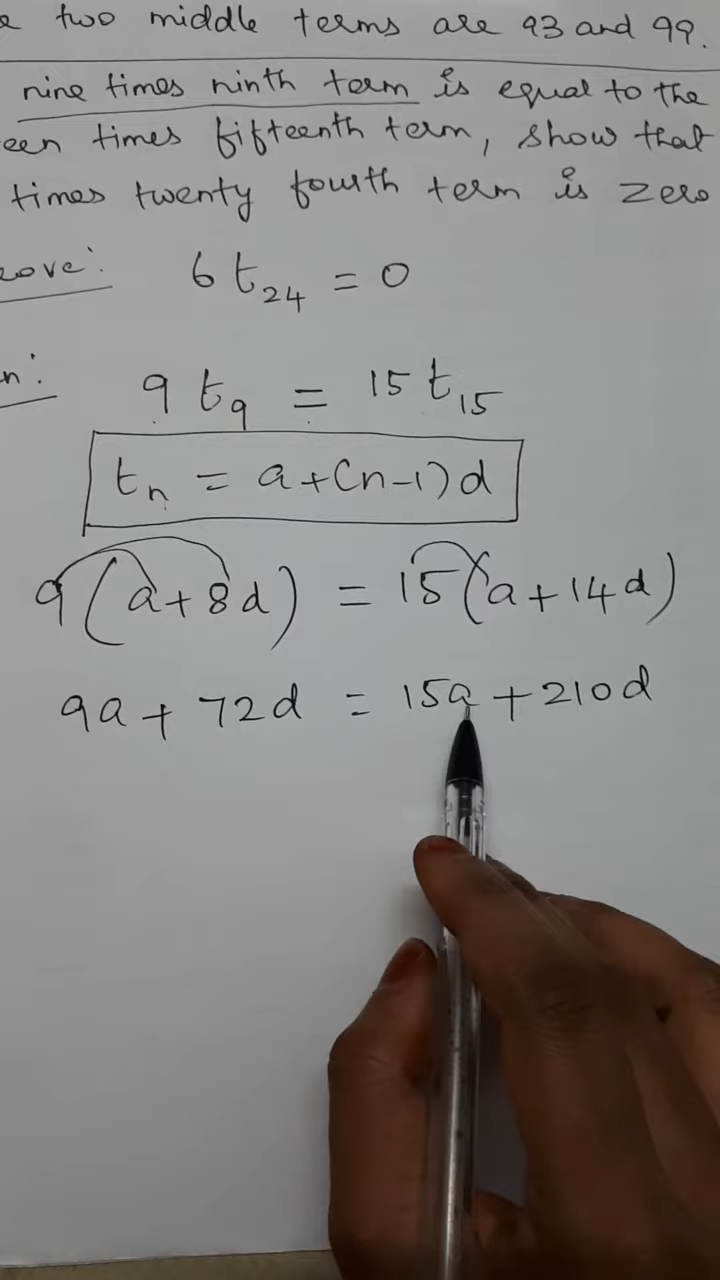 two middle terms are 93 and 99.
nine times ninth term is equal to the
een times fifteenth term, show that
times twenty fourth term is zero
ove: 6 t₂₄ = 0
n: 9 t₉ = 15 t₁₅
tₙ = a+(n-1)d
9(a+8d) = 15(a+14d)
9a + 72d = 15a + 210d